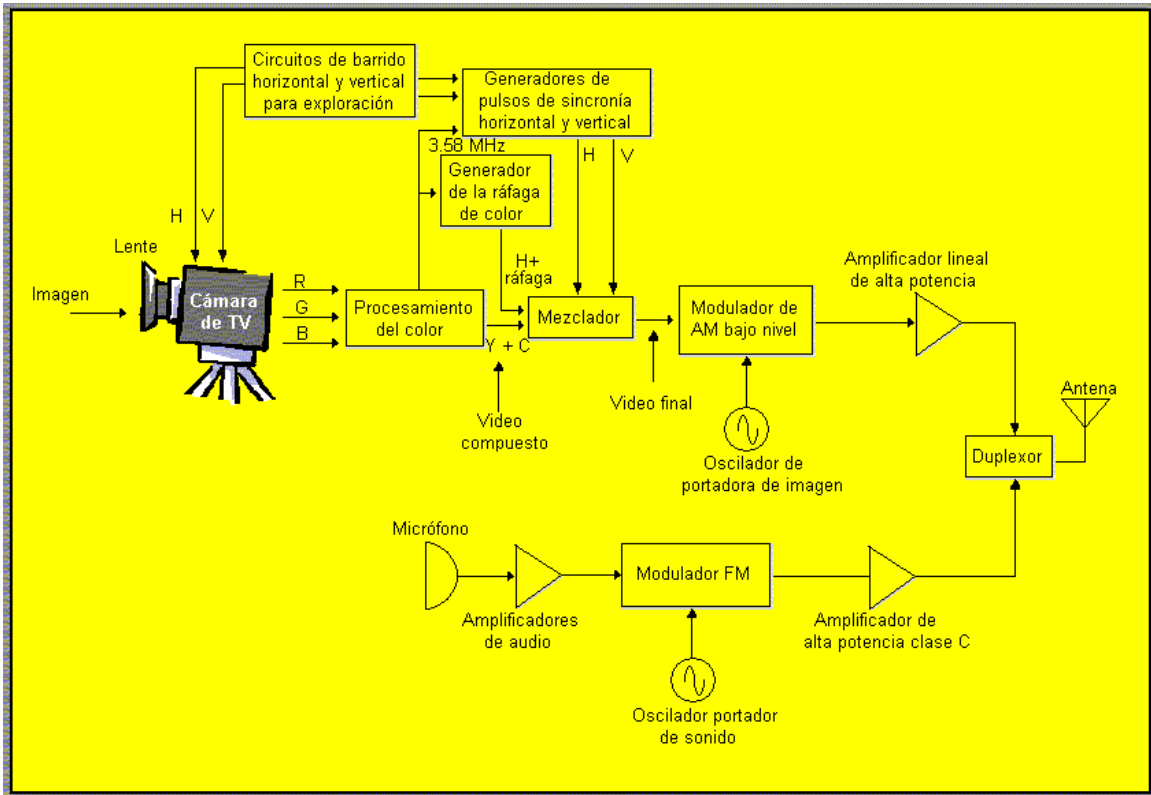 Circuitos de barrido
horizontal y vertical
para exploración
Generadores de
pulsos de sincronía
horizontal y vertical
3.58 MHz
H
V
Generador
de la ráfaga
de color
H
V
Lente
H+
ráfaga
Amplificador lineal
de alta potencia
Imagen
Cámara
de TV
R
G
B
Procesamiento
del color
Y + C
Mezclador
Modulador de
AM bajo nivel
Video
compuesto
Video final
Antena
Oscilador de
portadora de imagen
Duplexor
Micrófono
Modulador FM
Amplificadores
de audio
Amplificador de
alta potencia clase C
Oscilador portador
de sonido